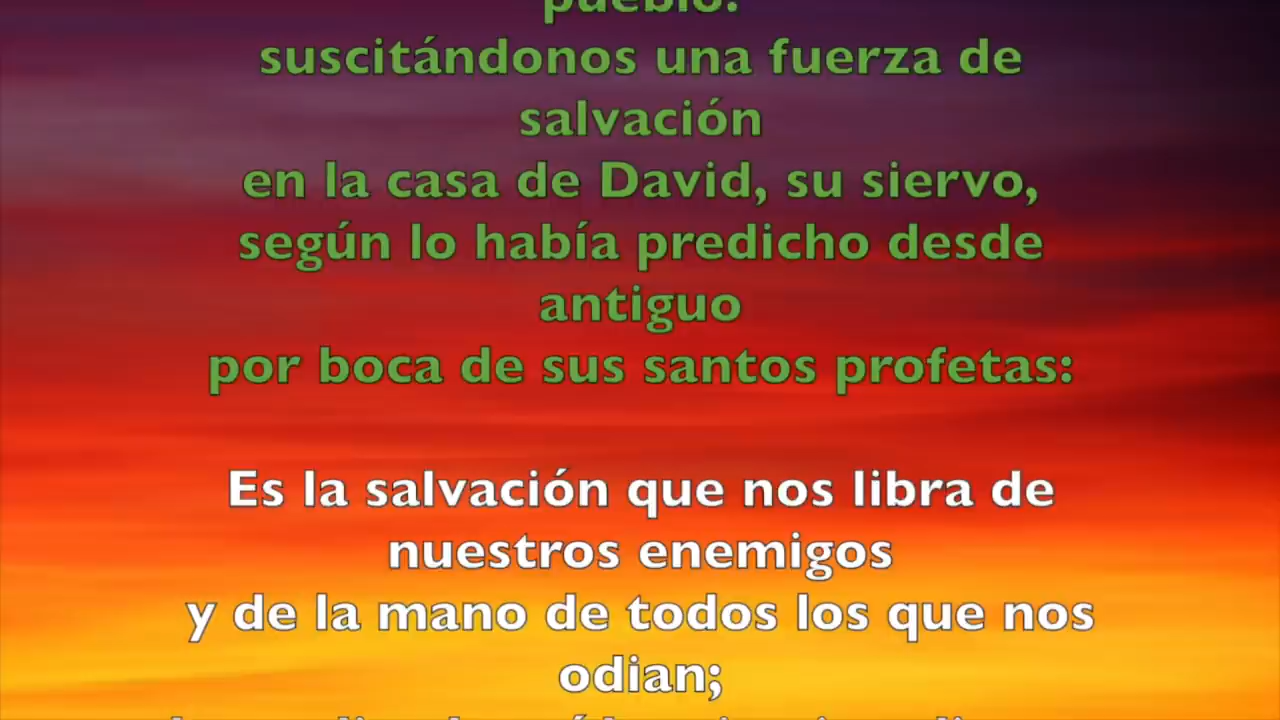 pueblo.
suscitándonos una fuerza de
salvación
en la casa de David, su siervo,
según lo había predicho desde
antiguo
por boca de sus santos profetas:
Es la salvación que nos libra de
nuestros enemigos
y de la mano de todos los que nos
odian;